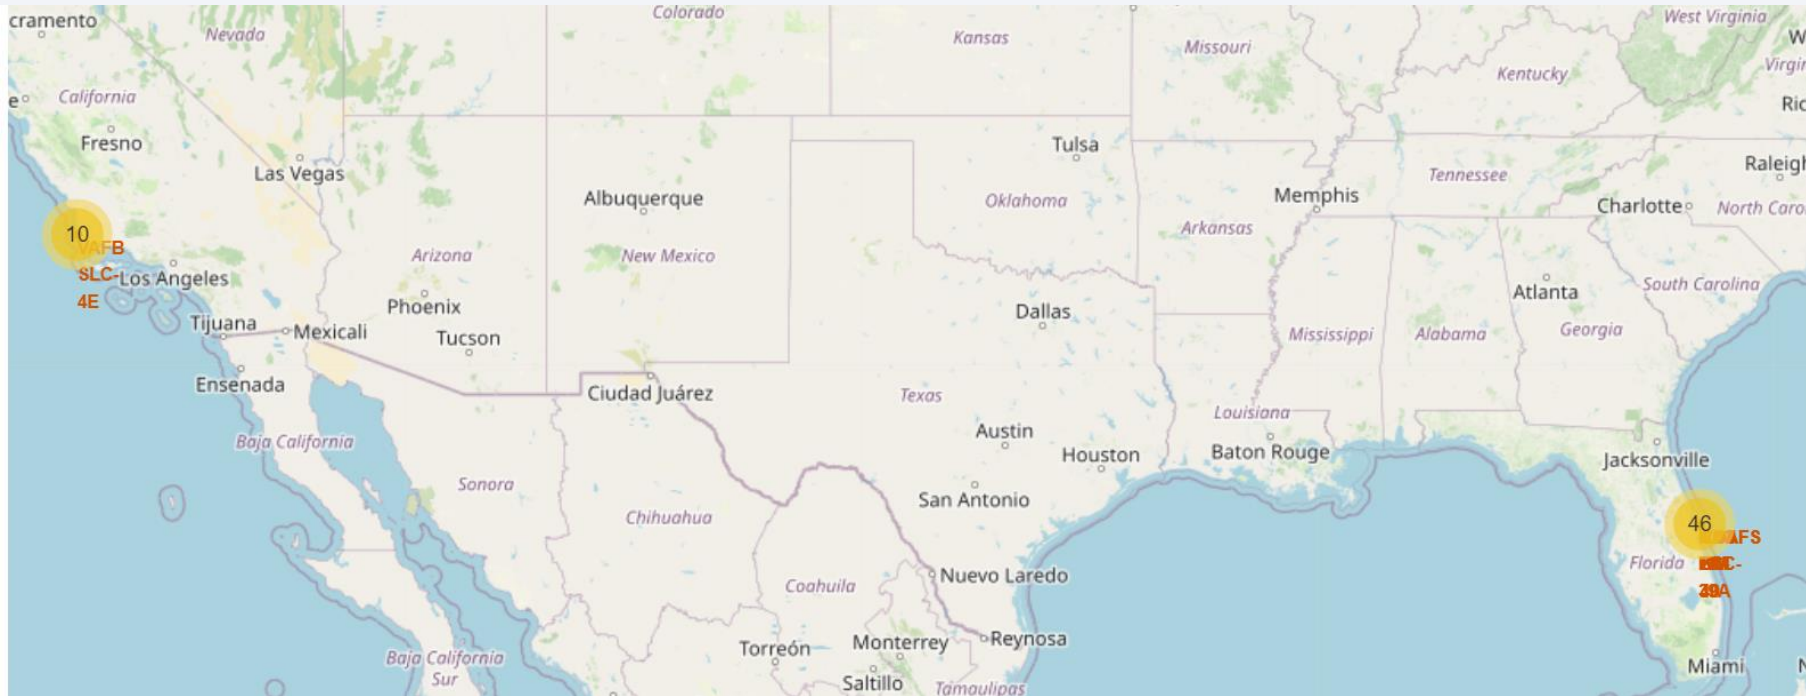 cramento
Nevada
Colorado
Kansas
Missouri
West Virginia
Kentucky
W
Virgin
e
California
Fresno
Las Vegas
Tulsa
Ric
Raleigh
Albuquerque
Oklahoma
Memphis
Tennessee
Charlotte
North Caro
10
VAFB
SLC-
4E
Los Angeles
Arizona
New Mexico
Arkansas
Phoenix
Tucson
Dallas
Atlanta
South Carolina
Tijuana
Mexicali
Mississippi
Alabama
Georgia
Ensenada
Ciudad Juárez
Texas
Louisiana
Baja California
Austin
Houston
Baton Rouge
Jacksonville
Sonora
San Antonio
Chihuahua
46
Florida
Coahuila
Nuevo Laredo
Torreón
Monterrey
Reynosa
Baja California
Sur
Saltillo
Tamaulipas
Miami
N